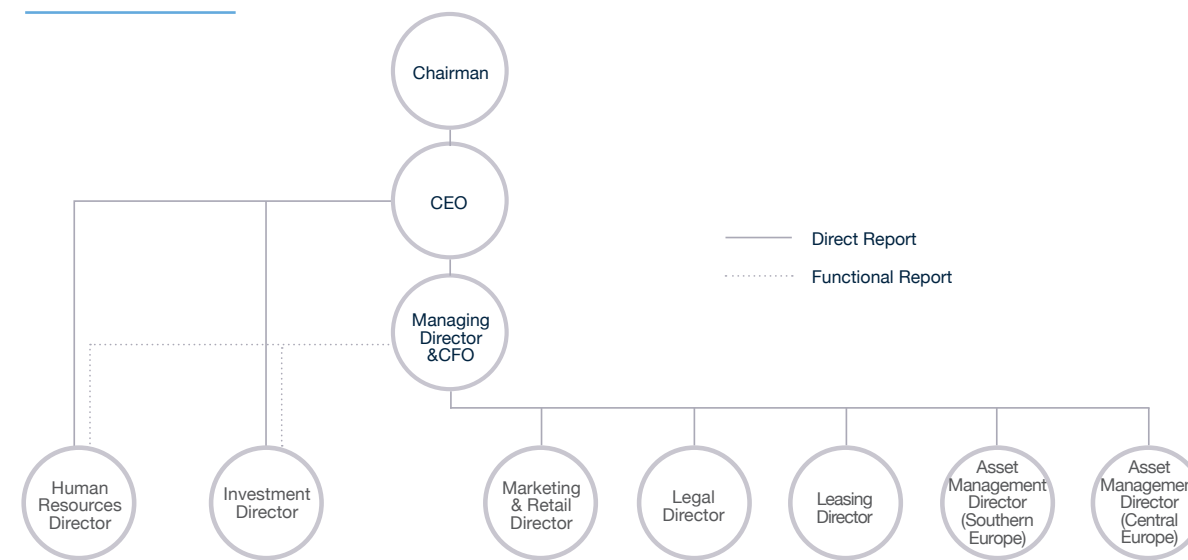 Chairman
CEO
Direct Report
Functional Report
Managing
Director
&CFO
Human
Resources
Director
Investment
Director
Marketing
& Retail
Director
Legal
Director
Leasing
Director
Asset
Management
Director
(Southern
Europe)
Asset
Managemen
Director
(Central
Europe)